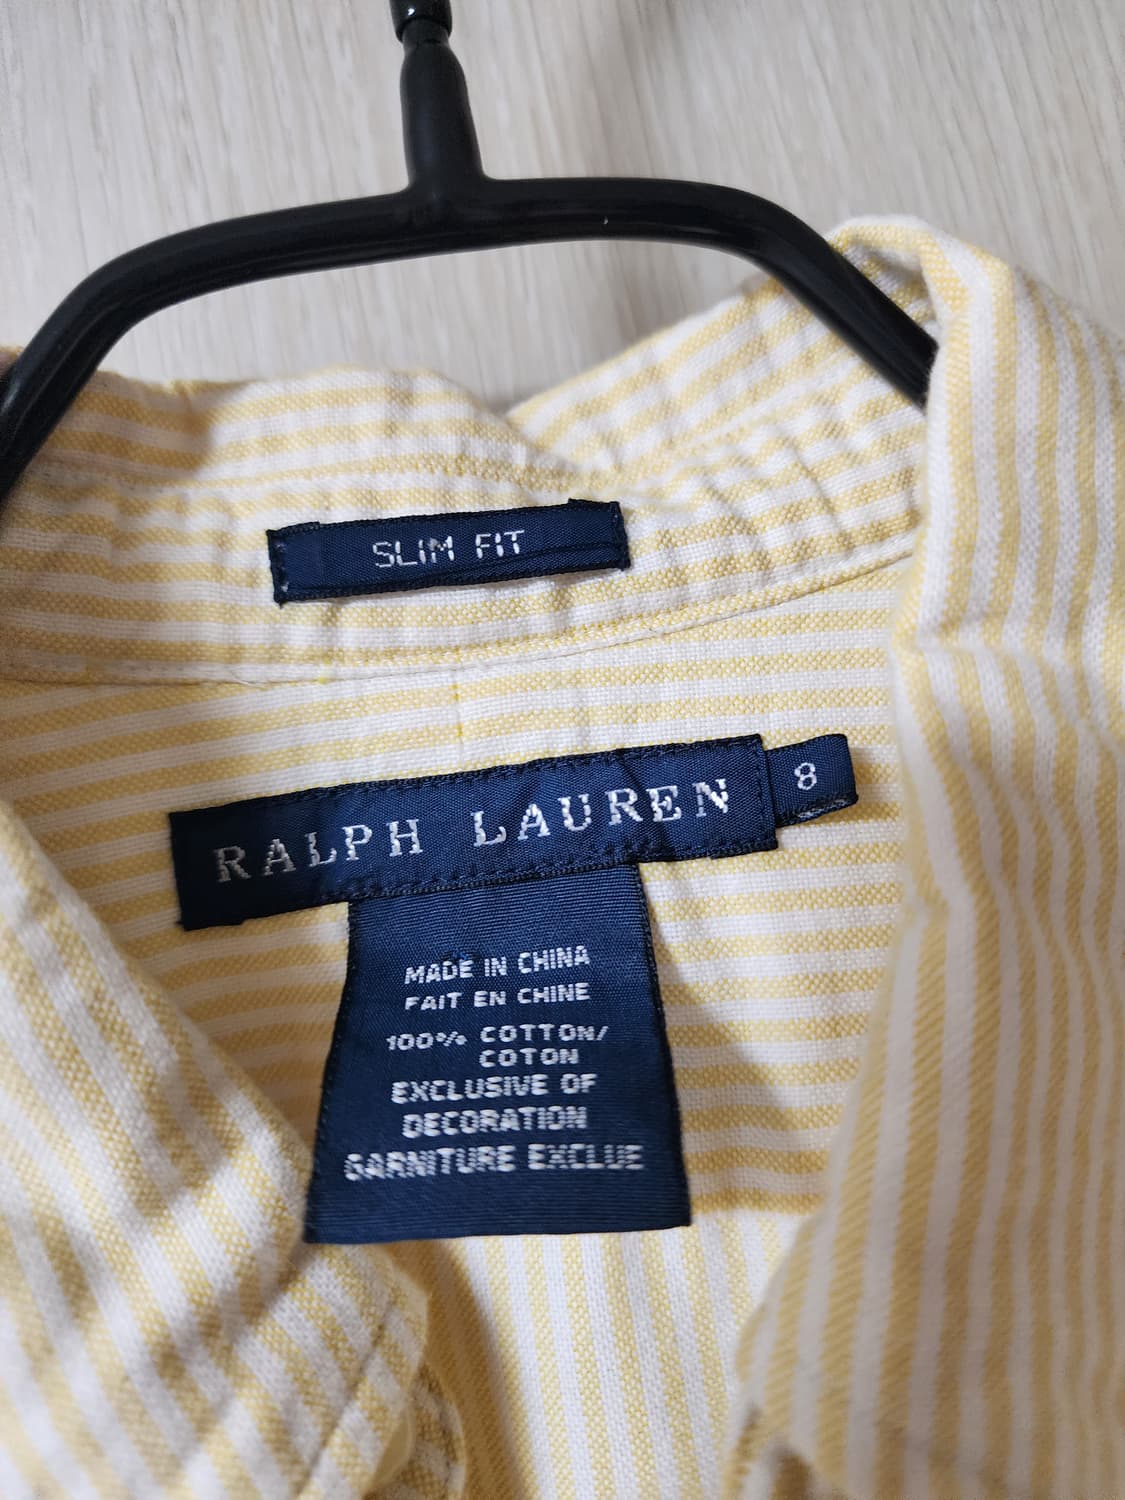 SLIM FIT
RALPH LAUREN
8
MADE IN CHINA
FAIT EN CHINE
100% COTTON/
COTON
EXCLUSIVE OF
DECORATION
GARNITURE EXCLUE